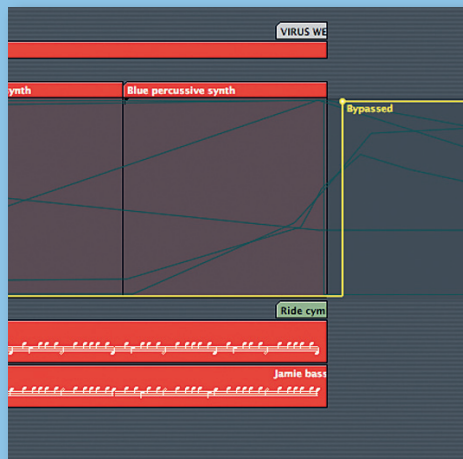 VIRUS WE
ynth
Blue percussive synth
Bypassed
Ride cym
Jamie bass